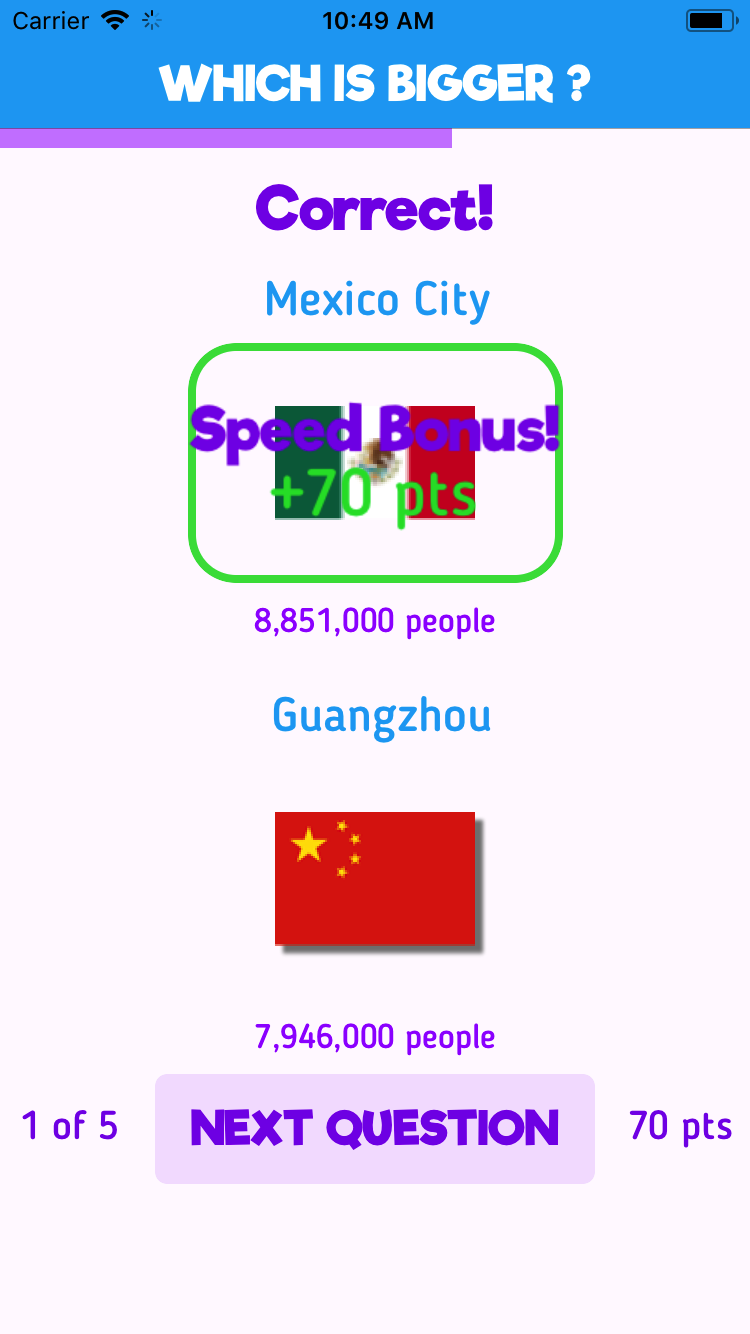 Carrier 10:49 AM
WHICH IS BIGGER ?
Correct!
Mexico City
Speed Bonus!
+70 pts
8,851,000 people
Guangzhou
7,946,000 people
1 of 5 NEXT QUESTION 70 pts